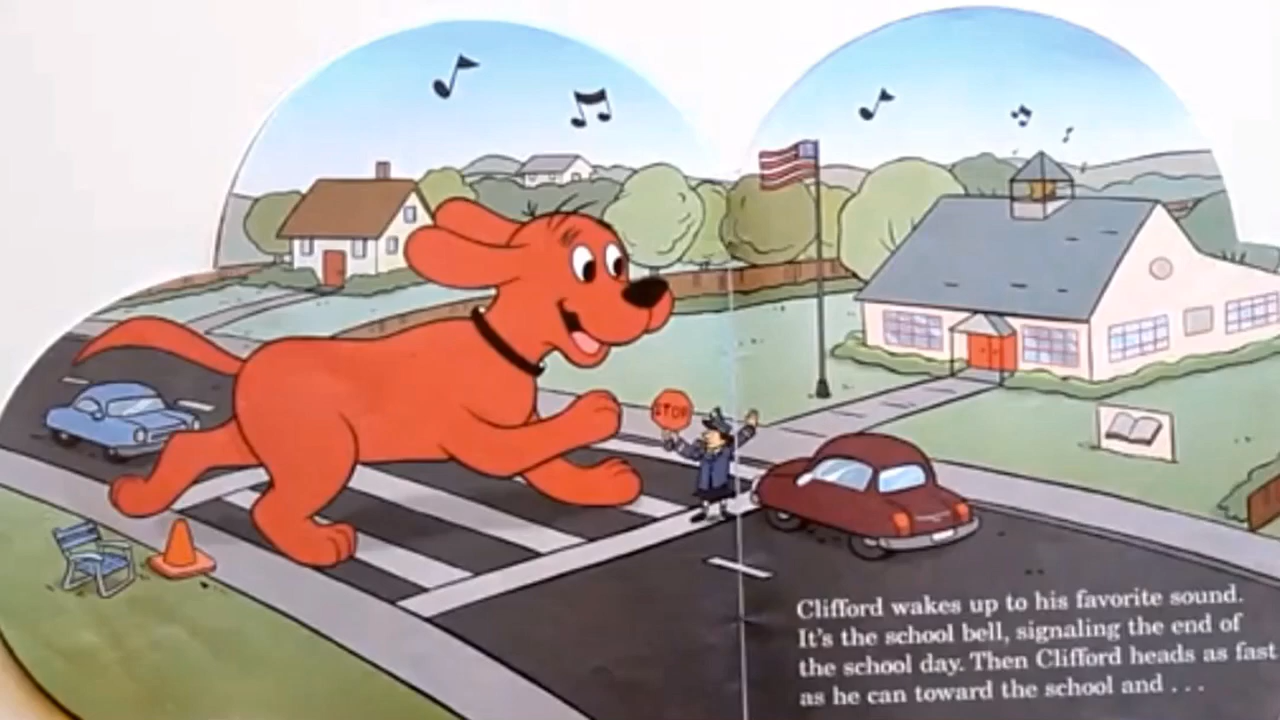 STOP
Clifford wakes up to his favorite sound.
It's the school bell, signaling the end of
the school day. Then Clifford heads as fast
as he can toward the school and . . .